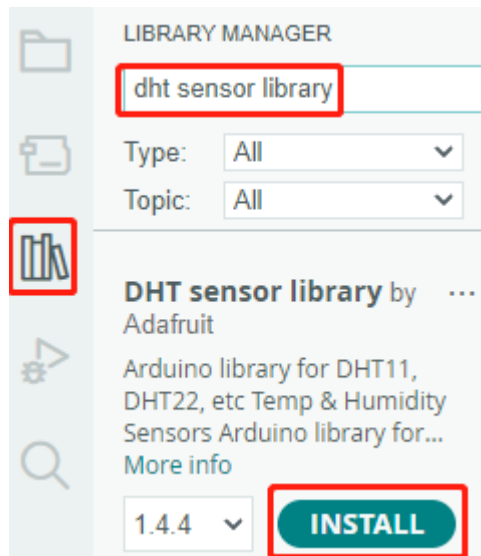 LIBRARY MANAGER
dht sensor library
Type: All
Topic: All
DHT sensor library by ...
Adafruit
Arduino library for DHT11,
DHT22, etc Temp & Humidity
Sensors Arduino library for...
More info
1.4.4 INSTALL